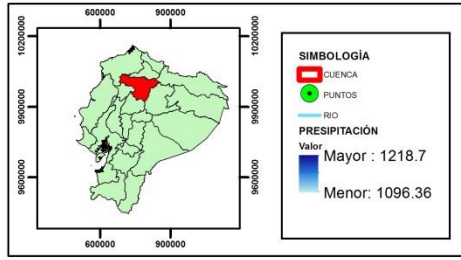 600000 900000
10200000
9900000
9600000
10200000
9900000
9600000
600000 900000
SIMBOLOGÍA
CUENCA
PUNTOS
RIO
PRECIPITACIÓN
Valor
Mayor : 1218.7
Menor: 1096.36